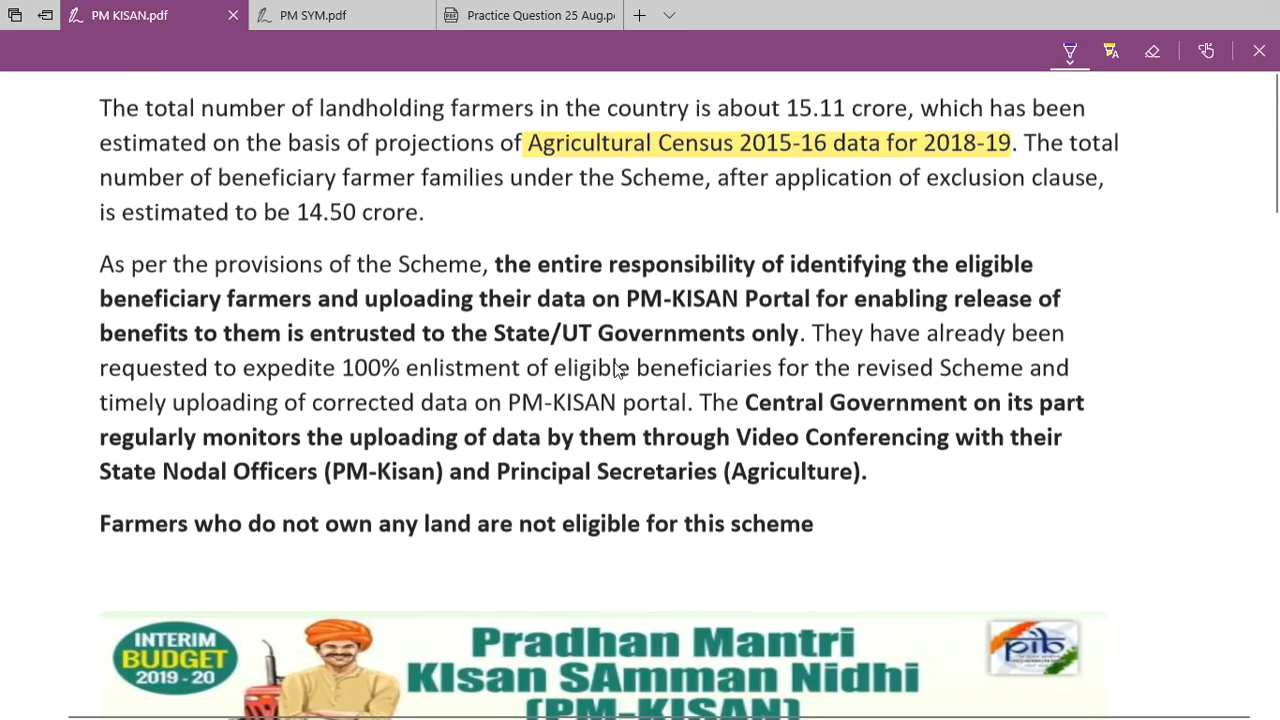 PM KISAN.pdf
PM SYM.pdf
Practice Question 25 Aug.p
The total number of landholding farmers in the country is about 15.11 crore, which has been
estimated on the basis of projections of Agricultural Census 2015-16 data for 2018-19. The total
number of beneficiary farmer families under the Scheme, after application of exclusion clause,
is estimated to be 14.50 crore.
As per the provisions of the Scheme, the entire responsibility of identifying the eligible
beneficiary farmers and uploading their data on PM-KISAN Portal for enabling release of
benefits to them is entrusted to the State/UT Governments only. They have already been
requested to expedite 100% enlistment of eligible beneficiaries for the revised Scheme and
timely uploading of corrected data on PM-KISAN portal. The Central Government on its part
regularly monitors the uploading of data by them through Video Conferencing with their
State Nodal Officers (PM-Kisan) and Principal Secretaries (Agriculture).
Farmers who do not own any land are not eligible for this scheme
INTERIM
BUDGET
2019 - 20
Pradhan Mantri
KIsan SAmman Nidhi
(PM-KISAN)
pib